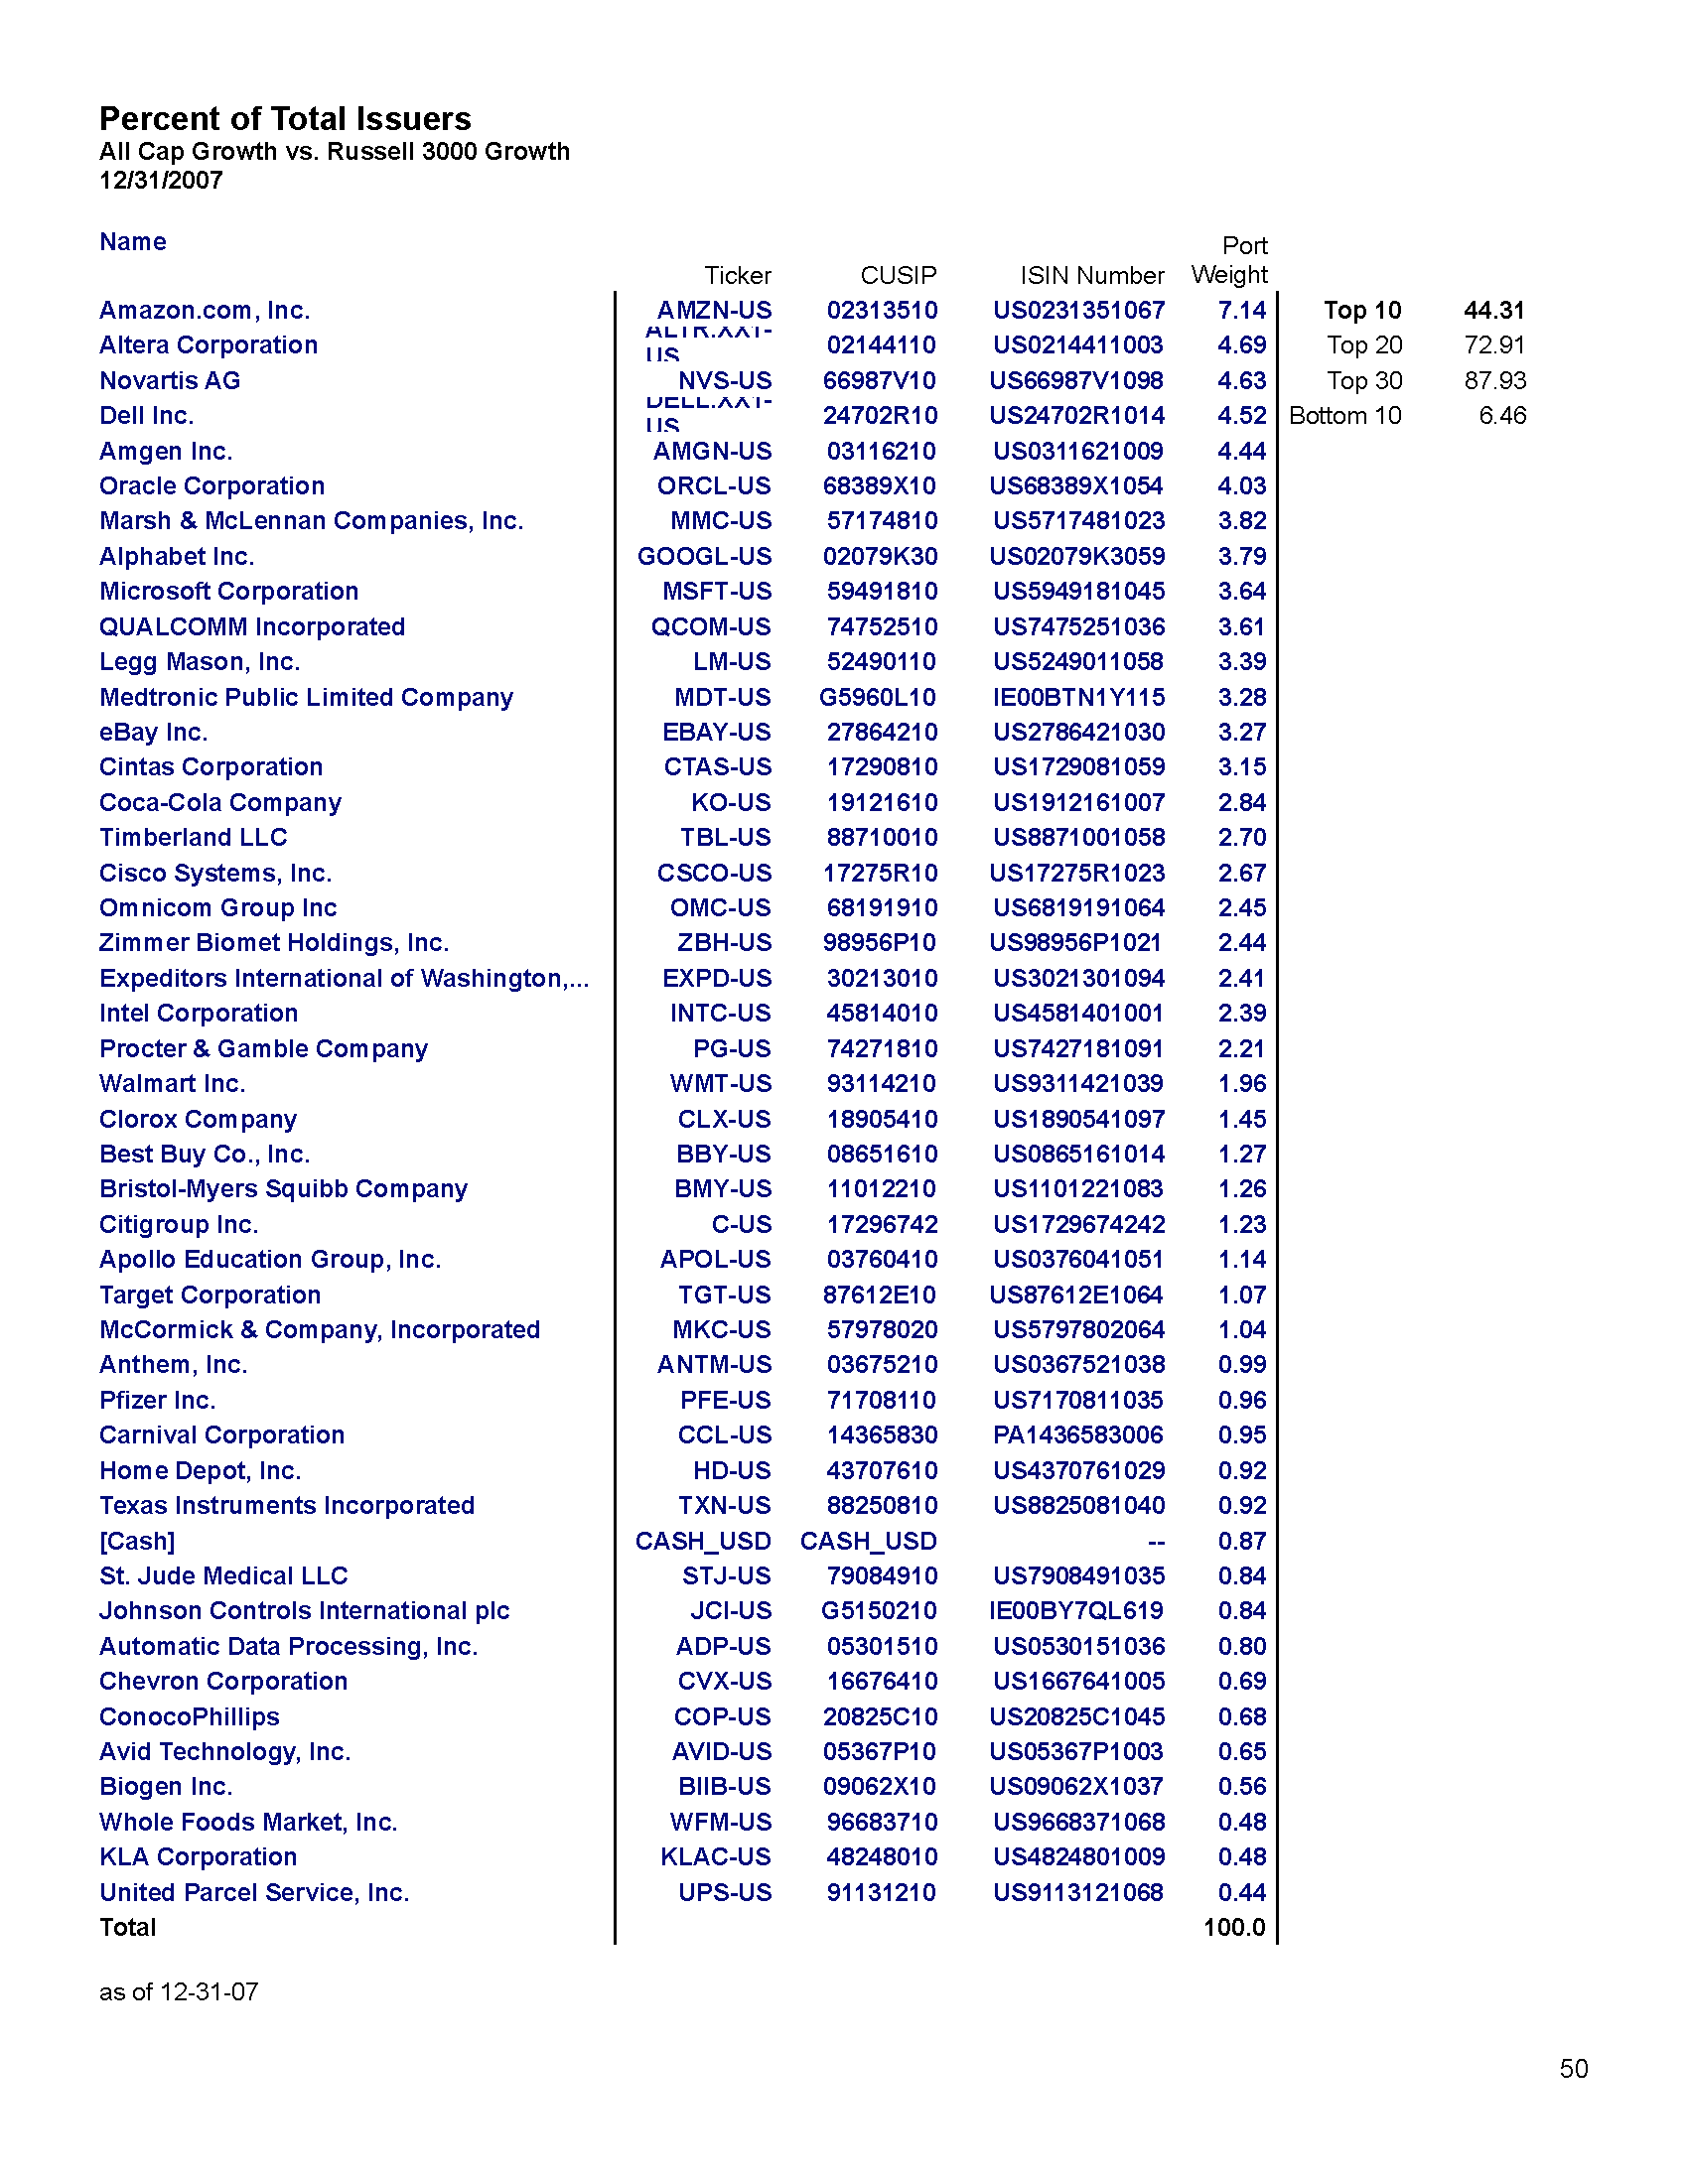 Percent of Total Issuers
All Cap Growth vs. Russell 3000 Growth
12/31/2007
Name Ticker CUSIP ISIN Number Port Weight
Amazon.com, Inc. AMZN-US 02313510 US0231351067 7.14 Top 10 44.31
Altera Corporation ALTR.XX1-US 02144110 US0214411003 4.69 Top 20 72.91
Novartis AG NVS-US 66987V10 US66987V1098 4.63 Top 30 87.93
Dell Inc. DELL.XX1-US 24702R10 US24702R1014 4.52 Bottom 10 6.46
Amgen Inc. AMGN-US 03116210 US0311621009 4.44
Oracle Corporation ORCL-US 68389X10 US68389X1054 4.03
Marsh & McLennan Companies, Inc. MMC-US 57174810 US5717481023 3.82
Alphabet Inc. GOOGL-US 02079K30 US02079K3059 3.79
Microsoft Corporation MSFT-US 59491810 US5949181045 3.64
QUALCOMM Incorporated QCOM-US 74752510 US7475251036 3.61
Legg Mason, Inc. LM-US 52490110 US5249011058 3.39
Medtronic Public Limited Company MDT-US G5960L10 IE00BTN1Y115 3.28
eBay Inc. EBAY-US 27864210 US2786421030 3.27
Cintas Corporation CTAS-US 17290810 US1729081059 3.15
Coca-Cola Company KO-US 19121610 US1912161007 2.84
Timberland LLC TBL-US 88710010 US8871001058 2.70
Cisco Systems, Inc. CSCO-US 17275R10 US17275R1023 2.67
Omnicom Group Inc OMC-US 68191910 US6819191064 2.45
Zimmer Biomet Holdings, Inc. ZBH-US 98956P10 US98956P1021 2.44
Expeditors International of Washington,... EXPD-US 30213010 US3021301094 2.41
Intel Corporation INTC-US 45814010 US4581401001 2.39
Procter & Gamble Company PG-US 74271810 US7427181091 2.21
Walmart Inc. WMT-US 93114210 US9311421039 1.96
Clorox Company CLX-US 18905410 US1890541097 1.45
Best Buy Co., Inc. BBY-US 08651610 US0865161014 1.27
Bristol-Myers Squibb Company BMY-US 11012210 US1101221083 1.26
Citigroup Inc. C-US 17296742 US1729674242 1.23
Apollo Education Group, Inc. APOL-US 03760410 US0376041051 1.14
Target Corporation TGT-US 87612E10 US87612E1064 1.07
McCormick & Company, Incorporated MKC-US 57978020 US5797802064 1.04
Anthem, Inc. ANTM-US 03675210 US0367521038 0.99
Pfizer Inc. PFE-US 71708110 US7170811035 0.96
Carnival Corporation CCL-US 14365830 PA1436583006 0.95
Home Depot, Inc. HD-US 43707610 US4370761029 0.92
Texas Instruments Incorporated TXN-US 88250810 US8825081040 0.92
[Cash] CASH_USD CASH_USD -- 0.87
St. Jude Medical LLC STJ-US 79084910 US7908491035 0.84
Johnson Controls International plc JCI-US G5150210 IE00BY7QL619 0.84
Automatic Data Processing, Inc. ADP-US 05301510 US0530151036 0.80
Chevron Corporation CVX-US 16676410 US1667641005 0.69
ConocoPhillips COP-US 20825C10 US20825C1045 0.68
Avid Technology, Inc. AVID-US 05367P10 US05367P1003 0.65
Biogen Inc. BIIB-US 09062X10 US09062X1037 0.56
Whole Foods Market, Inc. WFM-US 96683710 US9668371068 0.48
KLA Corporation KLAC-US 48248010 US4824801009 0.48
United Parcel Service, Inc. UPS-US 91131210 US9113121068 0.44
Total 100.0
as of 12-31-07
50